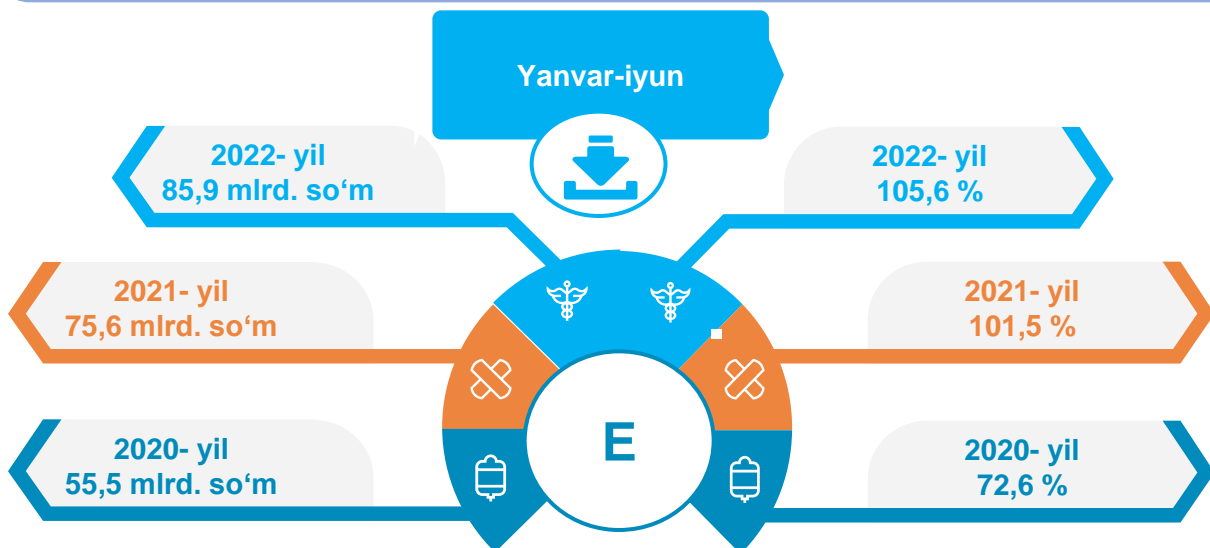 Yanvar-iyun
2022- yil
85,9 mlrd. so‘m
2022- yil
105,6 %
2021- yil
75,6 mlrd. so‘m
2021- yil
101,5 %
E
2020- yil
55,5 mlrd. so‘m
2020- yil
72,6 %